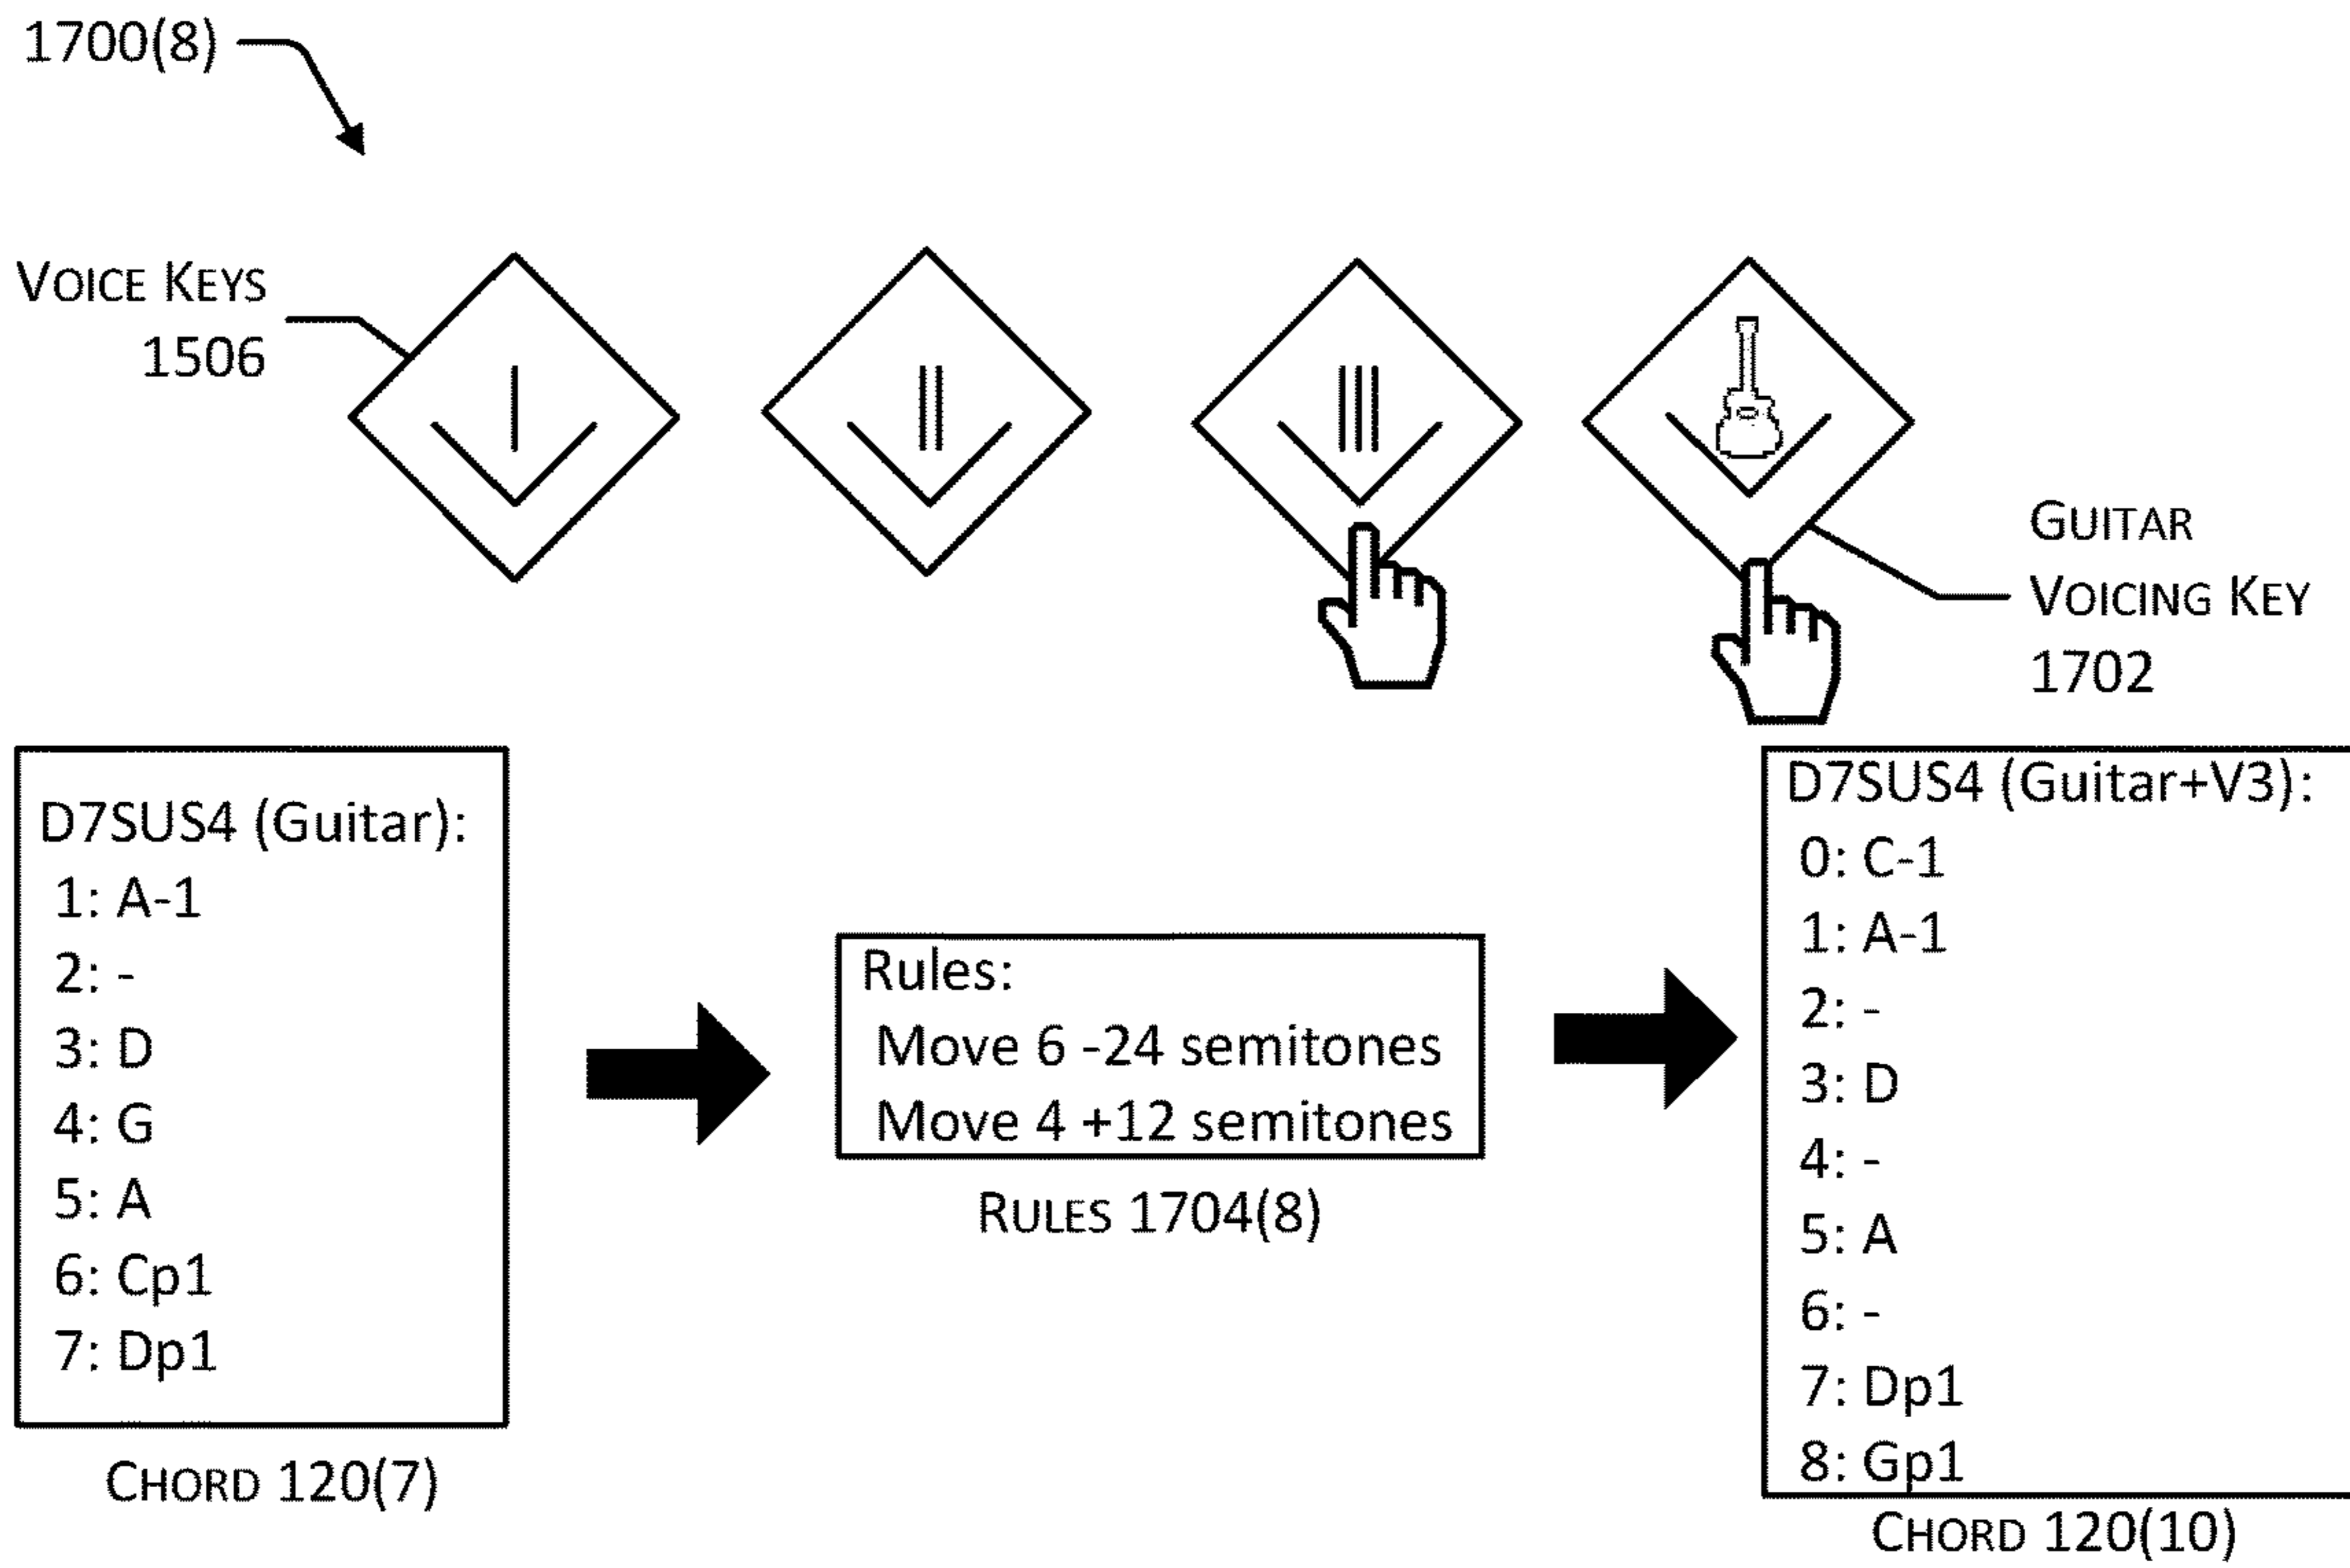 1700(8)
VOICE KEYS
1506
GUITAR
VOICING KEY
1702
D7SUS4 (Guitar):
1: A-1
2: -
3: D
4: G
5: A
6: Cp1
7: Dp1
CHORD 120(7)
Rules:
Move 6 -24 semitones
Move 4 +12 semitones
RULES 1704(8)
D7SUS4 (Guitar+V3):
0: C-1
1: A-1
2: -
3: D
4: -
5: A
6: -
7: Dp1
8: Gp1
CHORD 120(10)